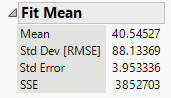 Fit Mean
Mean 40.54527
Std Dev [RMSE] 88.13369
Std Error 3.953336
SSE 3852703